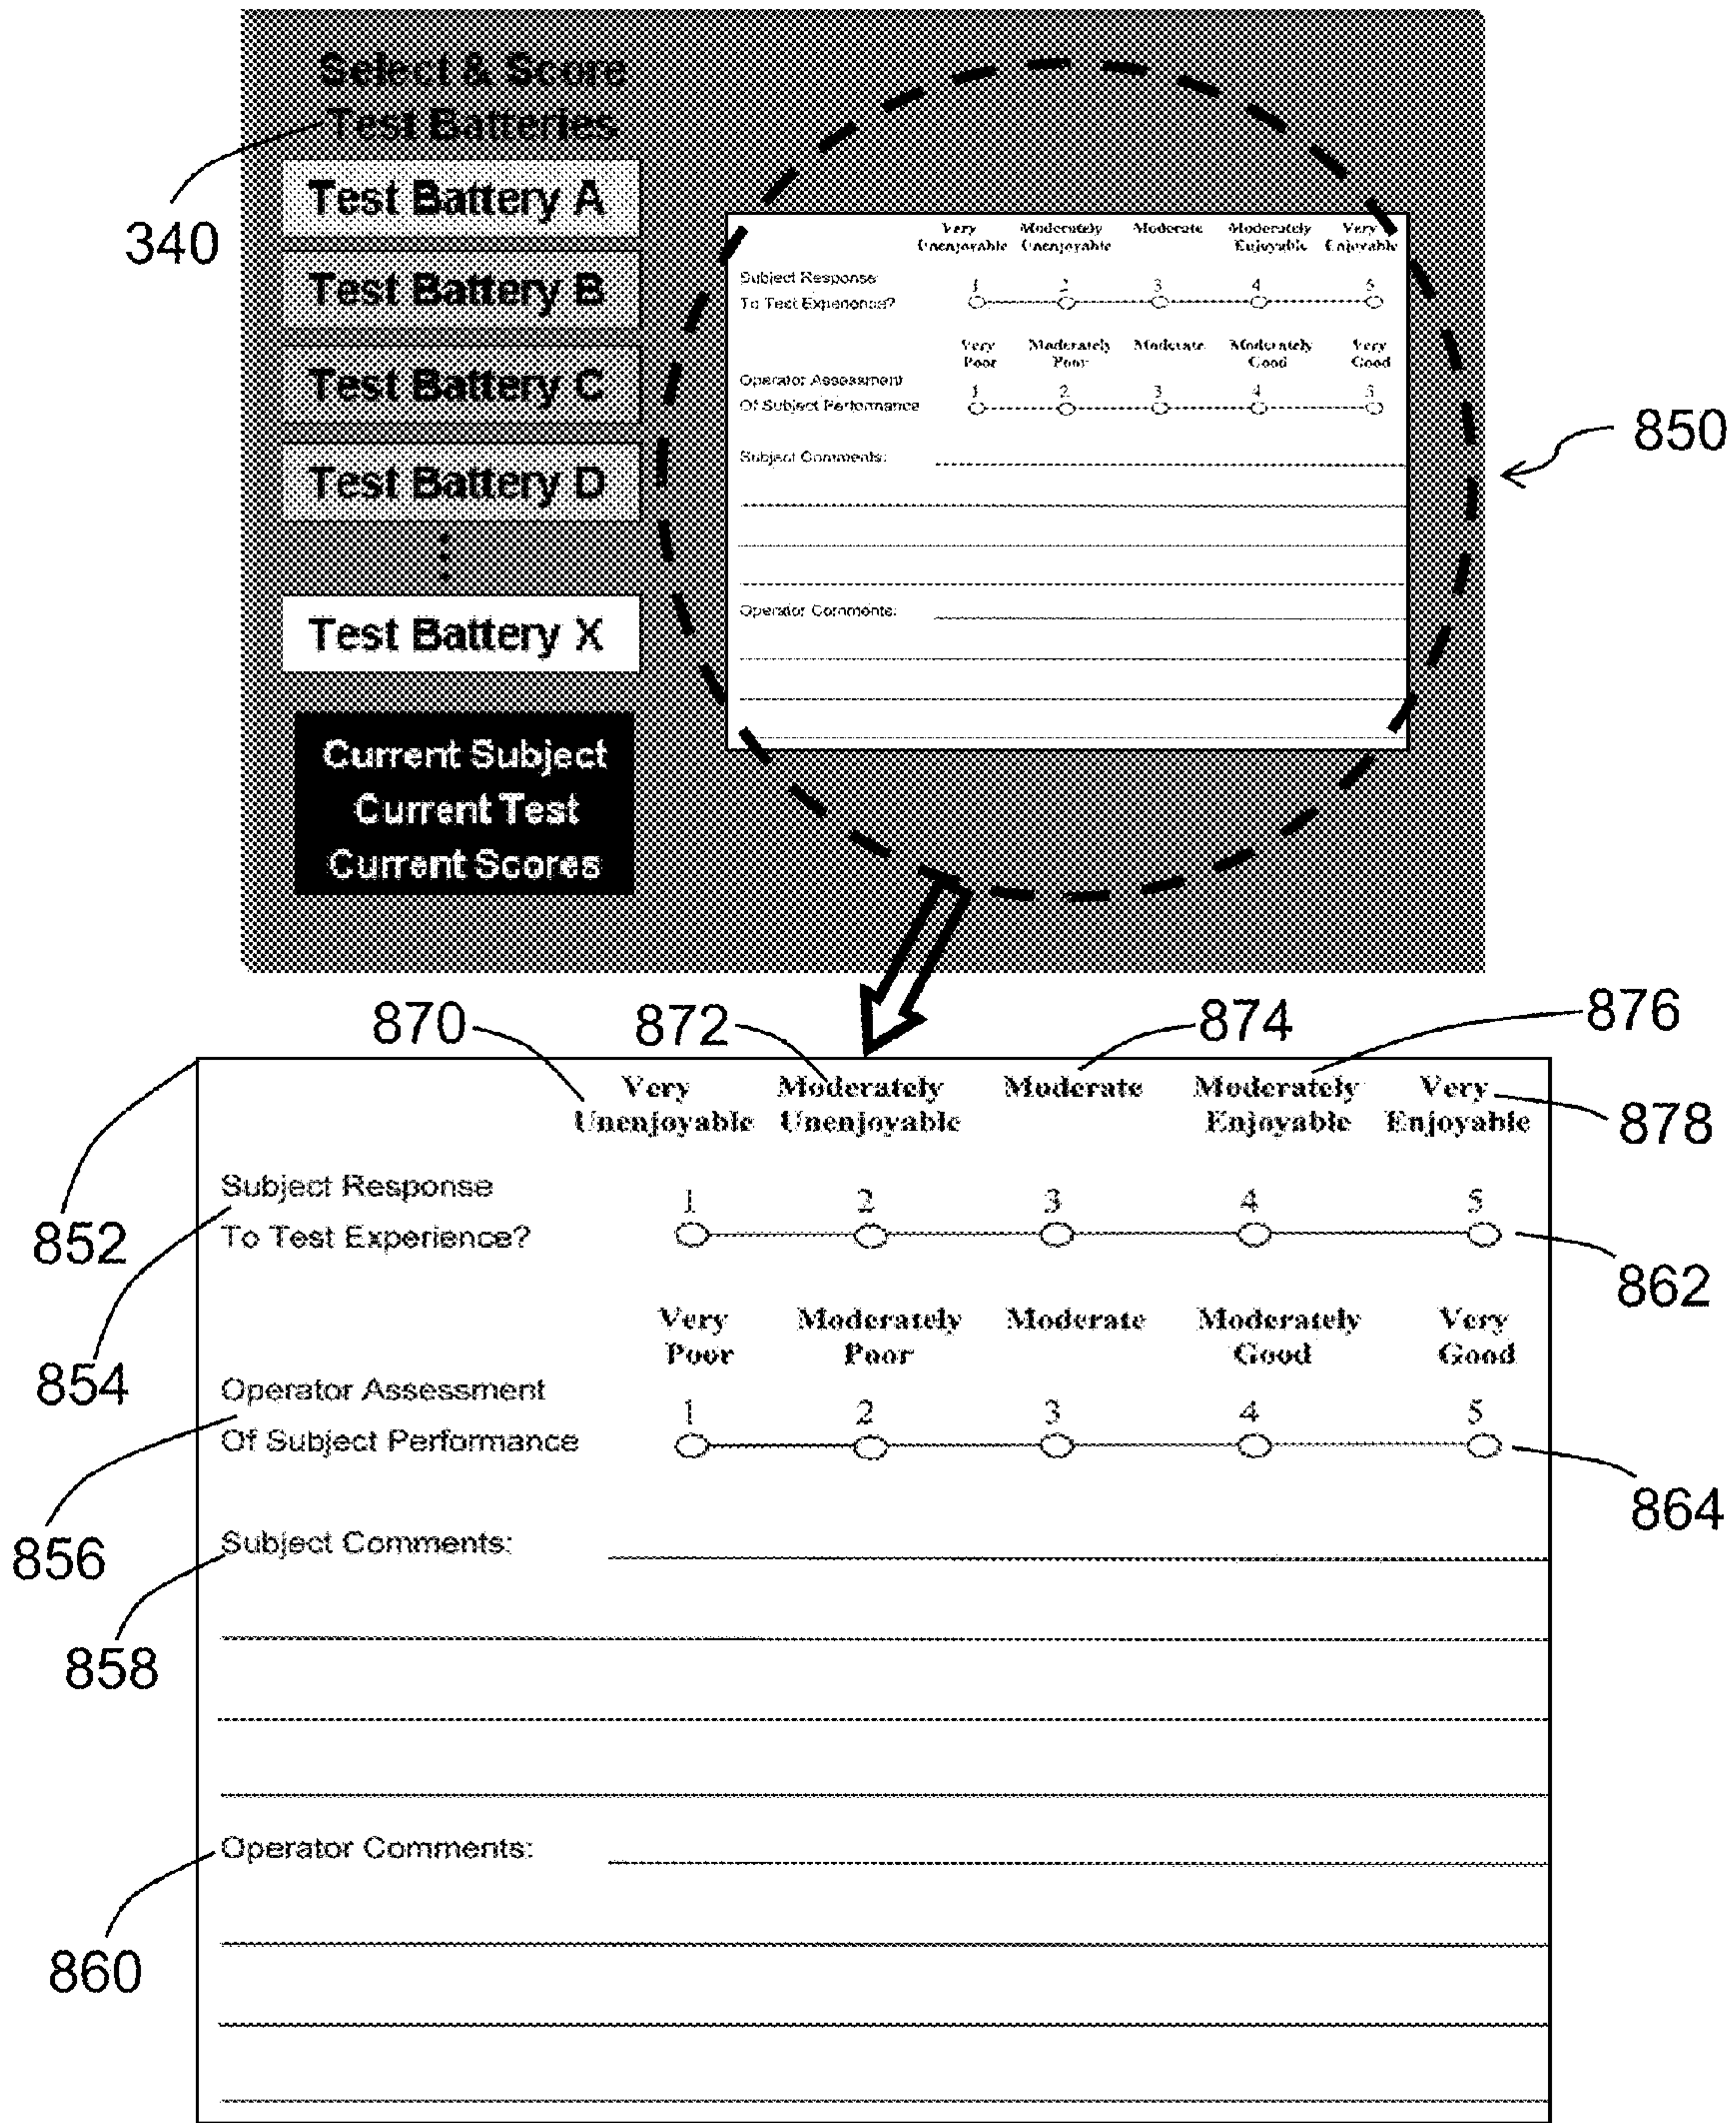 Select & Score
Test Batteries
340
Test Battery A
Test Battery B
Test Battery C
Test Battery D
Test Battery X
Current Subject
Current Test
Current Scores
Very Moderately Moderate Moderately Very
Unenjoyable Unenjoyable Enjoyable Enjoyable
Subject Response
To Test Experience?
1 2 3 4 5
Very Moderately Moderate Moderately Very
Poor Poor Good Good
Operator Assessment
Of Subject Performance
1 2 3 4 5
Subject Comments:
Operator Comments:
850
870 872 874 876
Very Moderately Moderate Moderately Very
Unenjoyable Unenjoyable Enjoyable Enjoyable
878
Subject Response
To Test Experience?
1 2 3 4 5
852
862
Very Moderately Moderate Moderately Very
Poor Poor Good Good
854
Operator Assessment
Of Subject Performance
1 2 3 4 5
864
856
Subject Comments:
858
Operator Comments:
860